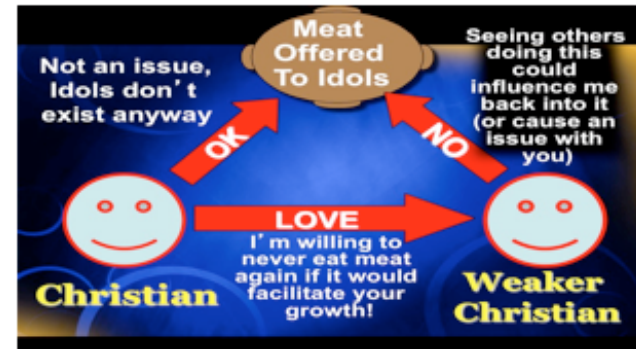 Meat
Offered
To Idols
Not an issue,
Idols don't
exist anyway
Seeing others
doing this
could
influence me
back into it
(or cause an
issue with
you)
OK
NO
LOVE
I'm willing to
never eat meat
again if it would
facilitate your
growth!
Christian
Weaker
Christian